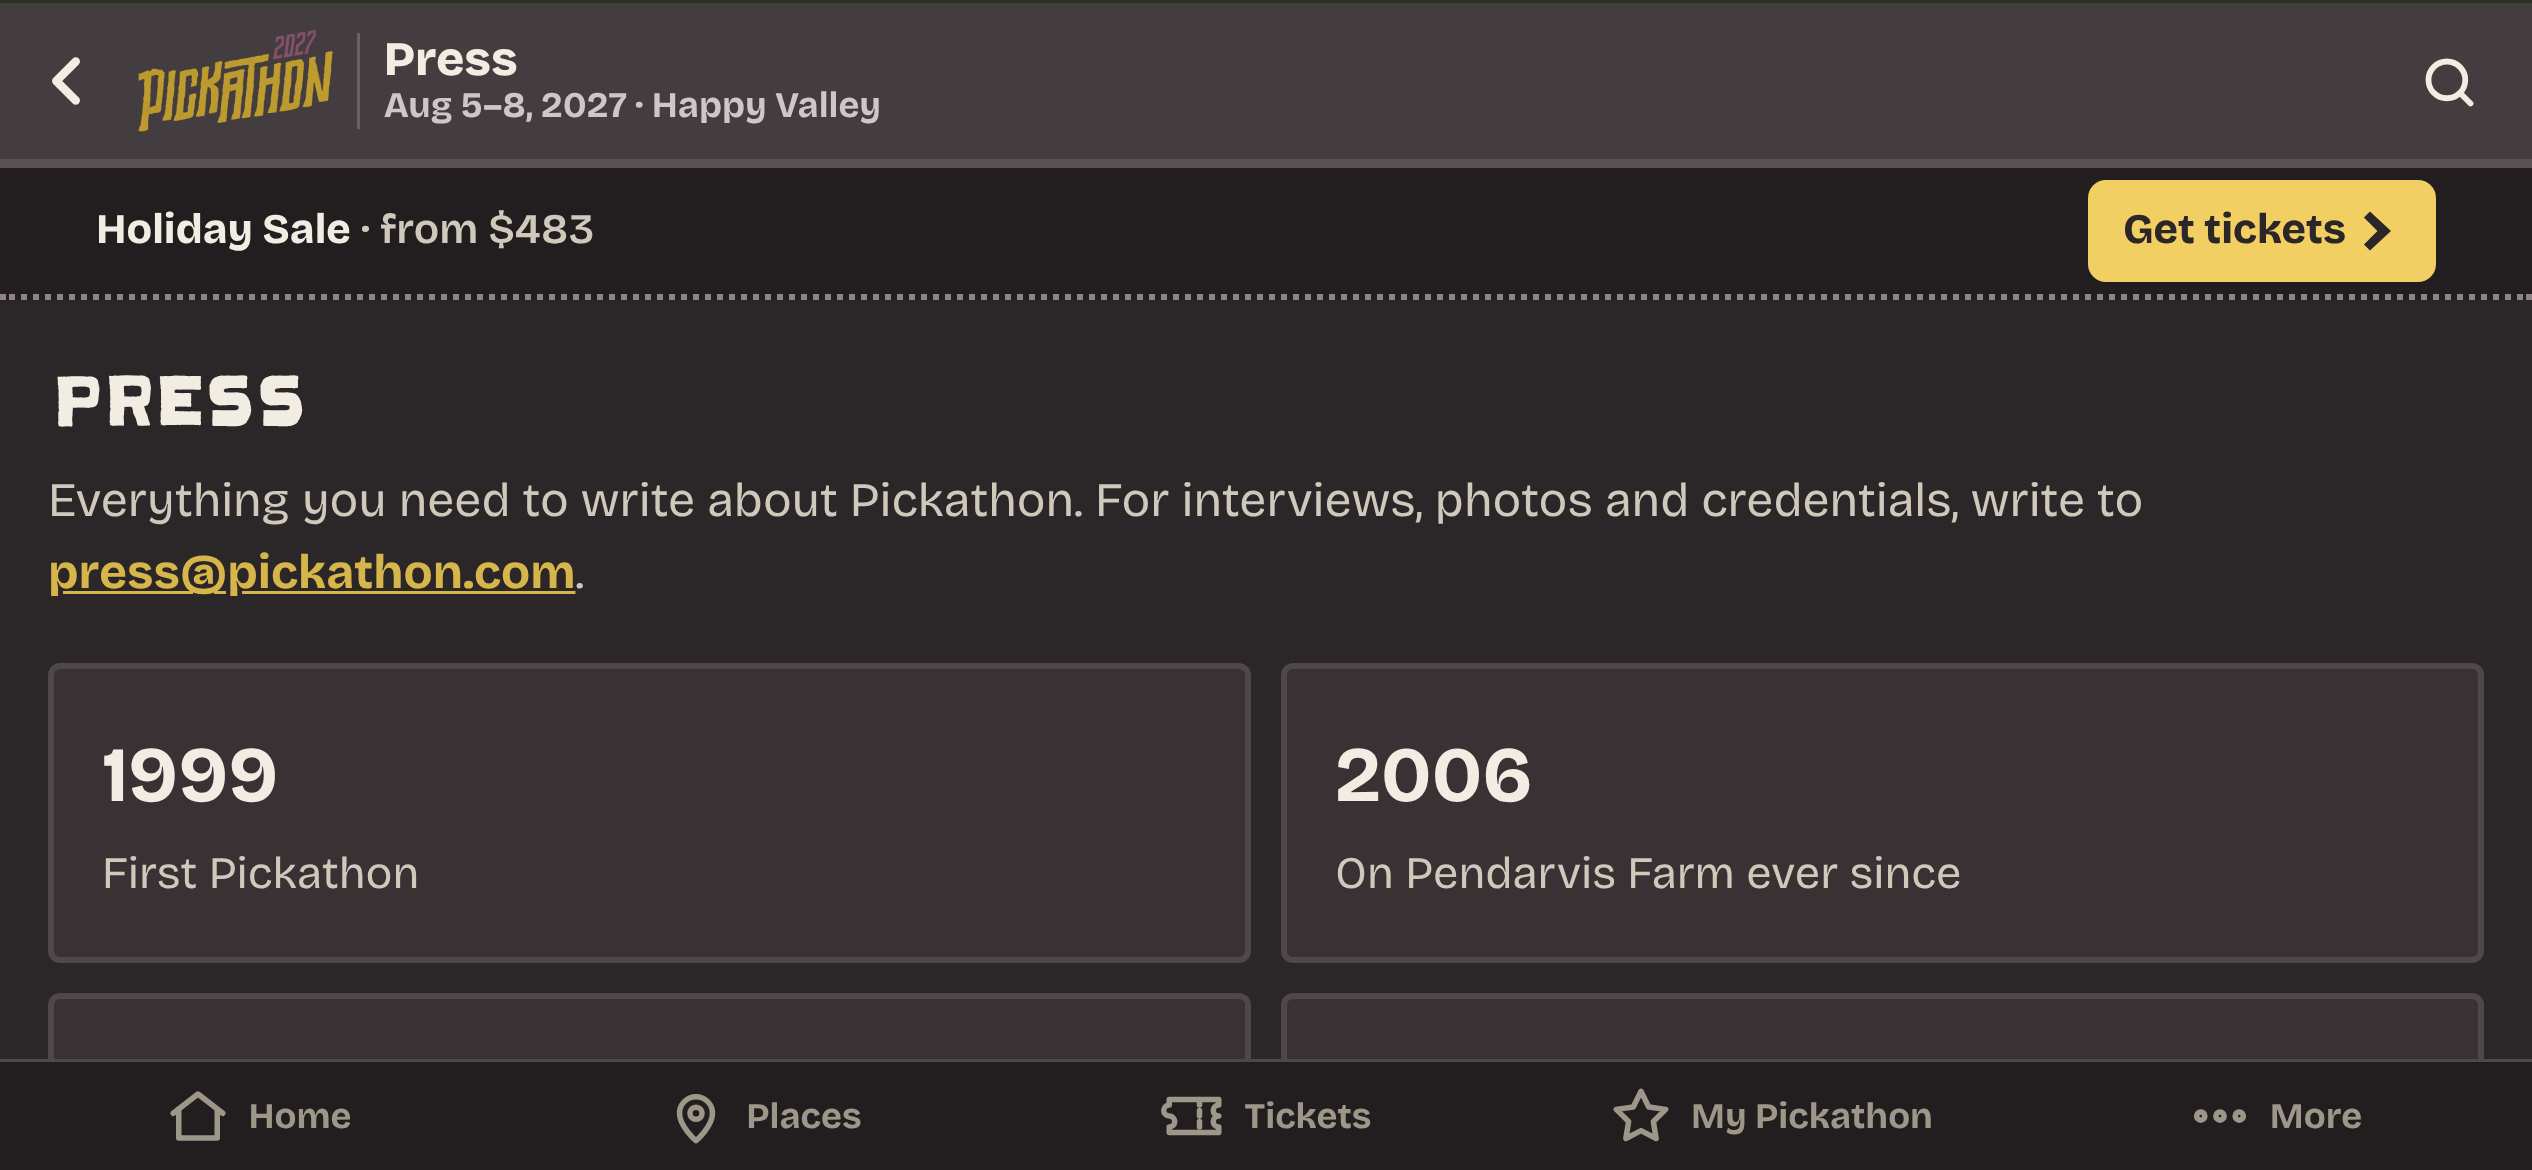 2027
PICKATHON
Press
Aug 5–8, 2027 · Happy Valley
Holiday Sale · from $483
Get tickets
PRESS
Everything you need to write about Pickathon. For interviews, photos and credentials, write to
press@pickathon.com.
1999
First Pickathon
2006
On Pendarvis Farm ever since
Home
Places
Tickets
My Pickathon
More